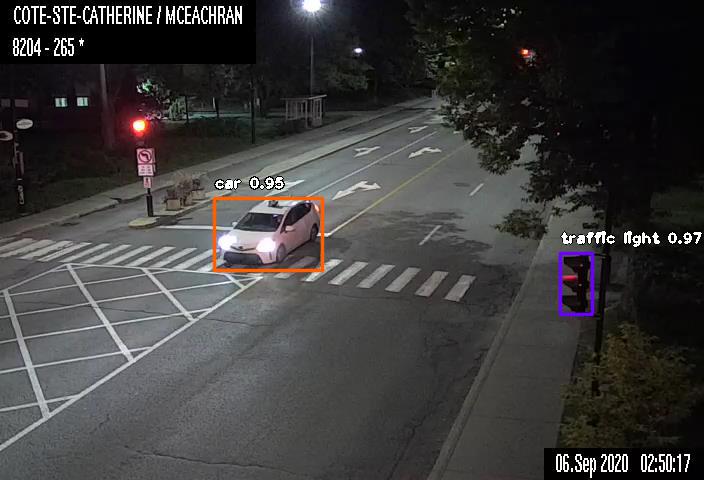 COTE-STE-CATHERINE / MCEACHRAN
8204 - 265 *
car 0.95
traffic light 0.97
06.Sep 2020 02:50:17